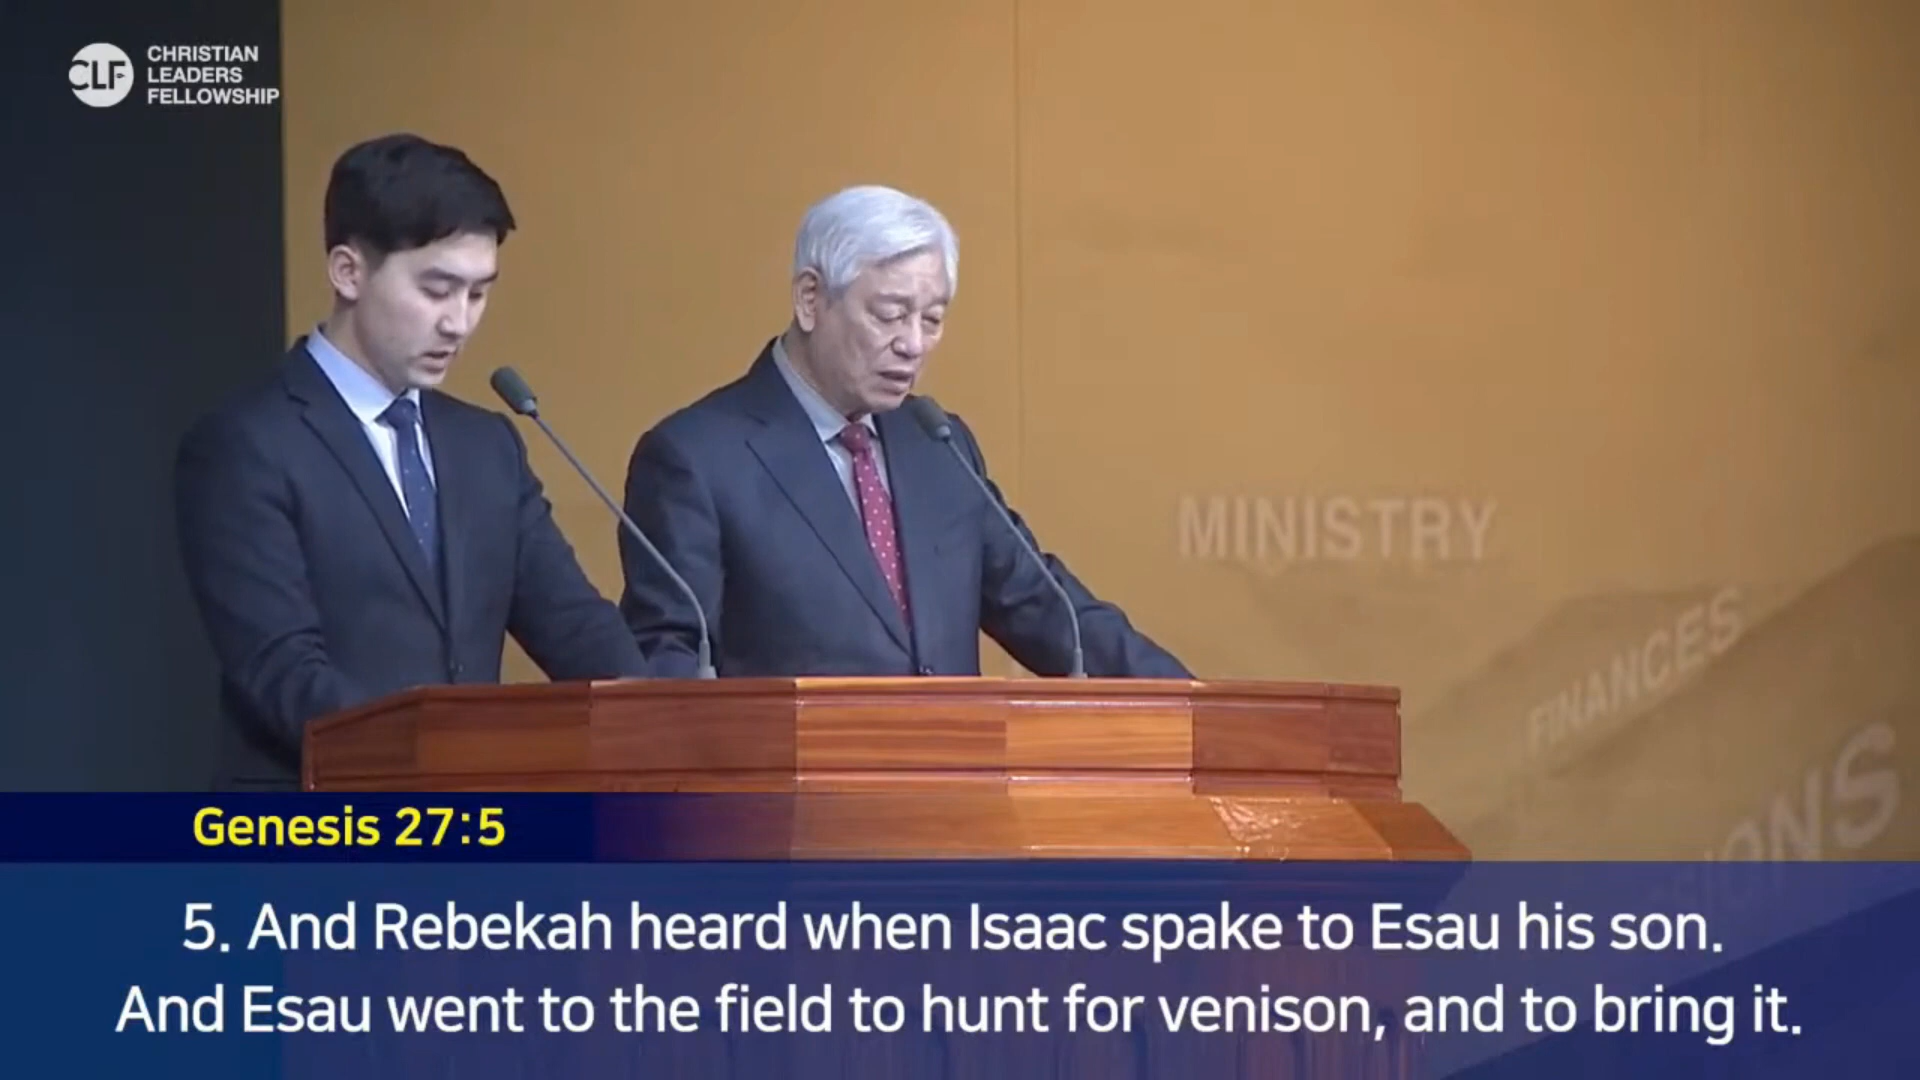 CLF
CHRISTIAN
LEADERS
FELLOWSHIP
MINISTRY
FINANCES
Genesis 27:5
5. And Rebekah heard when Isaac spake to Esau his son.
And Esau went to the field to hunt for venison, and to bring it.